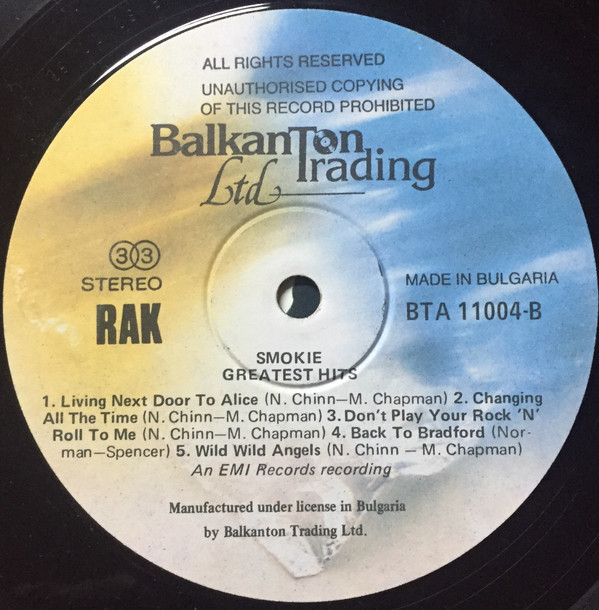 ALL RIGHTS RESERVED
UNAUTHORISED COPYING
OF THIS RECORD PROHIBITED
BalkanTon
Trading
Ltd
33
STEREO
RAK
MADE IN BULGARIA
BTA 11004-B
SMOKIE
GREATEST HITS
1. Living Next Door To Alice (N. Chinn—M. Chapman) 2. Changing
All The Time (N. Chinn—M. Chapman) 3. Don't Play Your Rock 'N'
Roll To Me (N. Chinn—M. Chapman) 4. Back To Bradford (Nor-
man—Spencer) 5. Wild Wild Angels (N. Chinn — M. Chapman)
An EMI Records recording
Manufactured under license in Bulgaria
by Balkanton Trading Ltd.